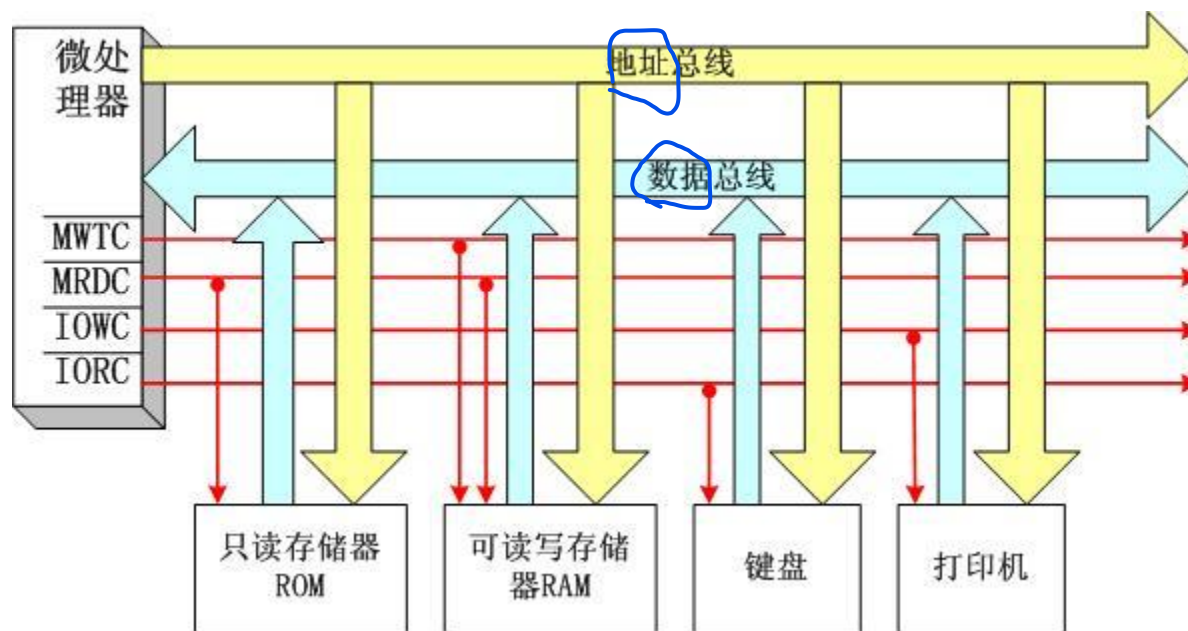 微处
理器
地址总线
数据总线
MWTC
MRDC
IOWC
IORC
只读存储器
ROM
可读写存储
器RAM
键盘
打印机